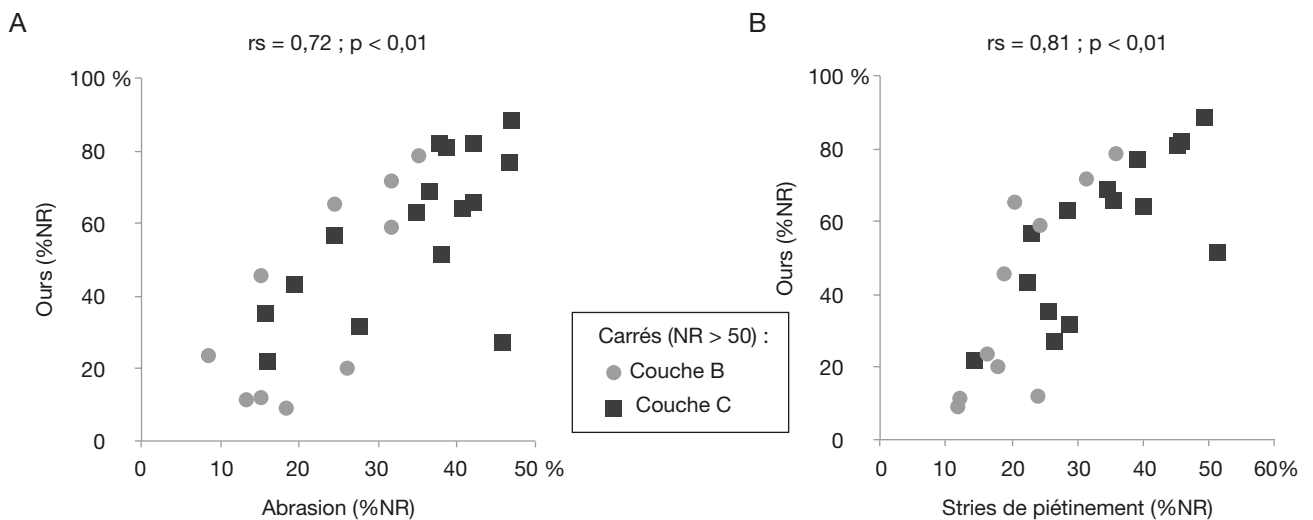 A
rs = 0,72 ; p < 0,01
100 %
80
60
40
20
0
Ours (%NR)
0 10 20 30 40 50 %
Abrasion (%NR)
Carrés (NR > 50) :
Couche B
Couche C
B
rs = 0,81 ; p < 0,01
100 %
80
60
40
20
0
Ours (%NR)
0 10 20 30 40 50 60%
Stries de piétinement (%NR)